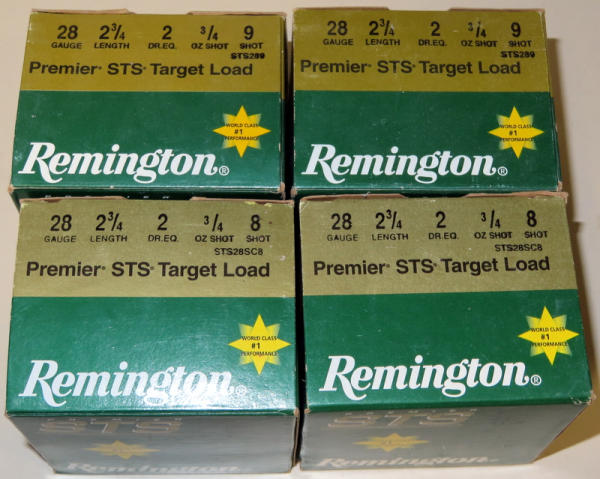 28 2¾ 2 ¾ 9
GAUGE LENGTH DR.EQ. OZ SHOT SHOT
STS289
Premier® STS® Target Load
WORLD CLASS
#1
PERFORMANCE
Remington®
28 2¾ 2 ¾ 9
GAUGE LENGTH DR.EQ. OZ SHOT SHOT
STS289
Premier® STS® Target Load
WORLD CLASS
#1
PERFORMANCE
Remington®
28 2¾ 2 ¾ 8
GAUGE LENGTH DR.EQ. OZ SHOT SHOT
STS28SC8
Premier® STS® Target Load
WORLD CLASS
#1
PERFORMANCE
Remington®
STS
Remington®
28 2¾ 2 ¾ 8
GAUGE LENGTH DR.EQ. OZ SHOT SHOT
STS28SC8
Premier® STS® Target Load
WORLD CLASS
#1
PERFORMANCE
Remington®
STS
Remington®